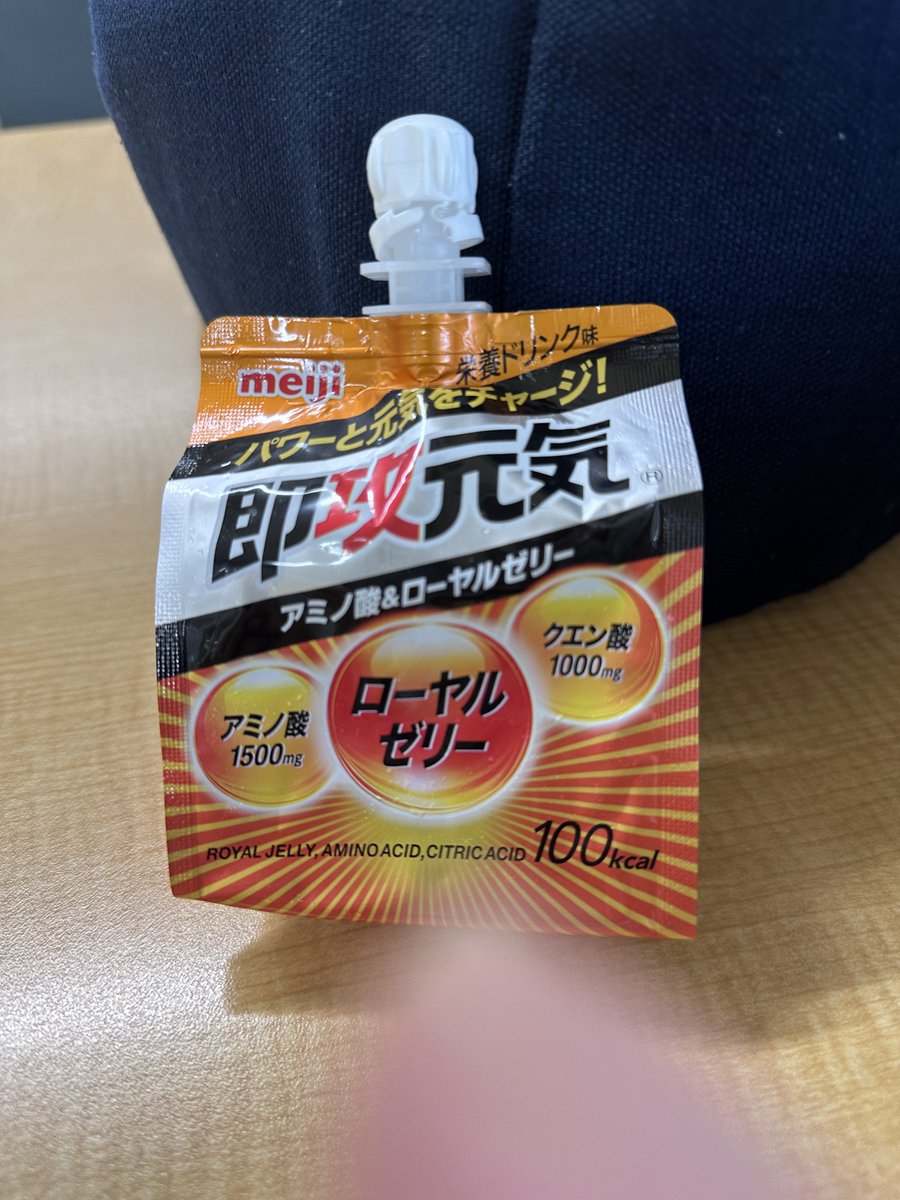 栄養ドリンク味
meiji
パワーと元気をチャージ!
即攻元気®
アミノ酸&ローヤルゼリー
クエン酸
1000mg
ローヤル
ゼリー
アミノ酸
1500mg
ROYAL JELLY, AMINO ACID, CITRIC ACID 100kcal